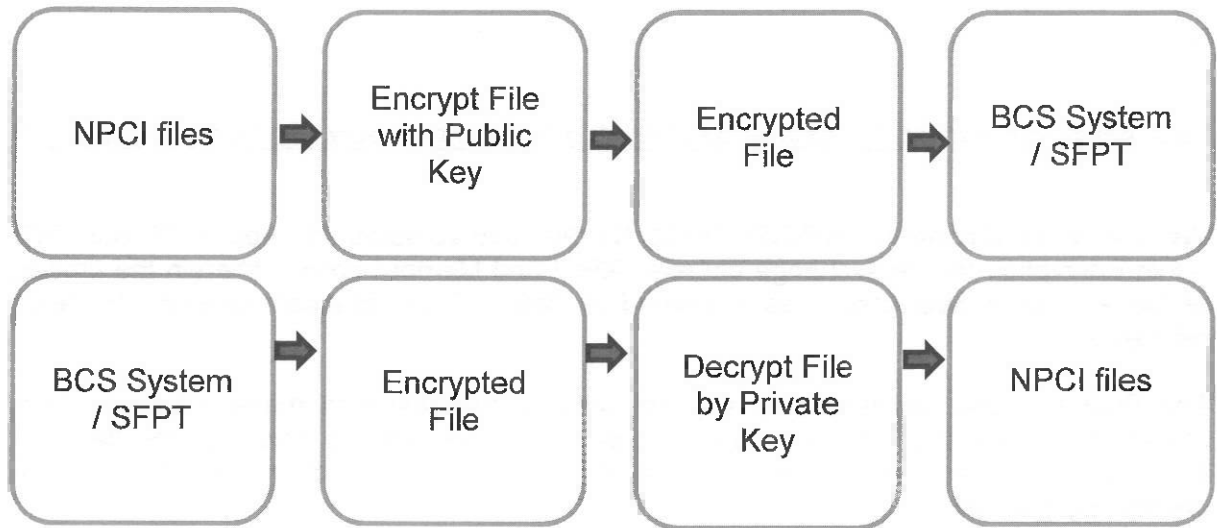 NPCI files
Encrypt File
with Public
Key
Encrypted
File
BCS System
/ SFPT
BCS System
/ SFPT
Encrypted
File
Decrypt File
by Private
Key
NPCI files